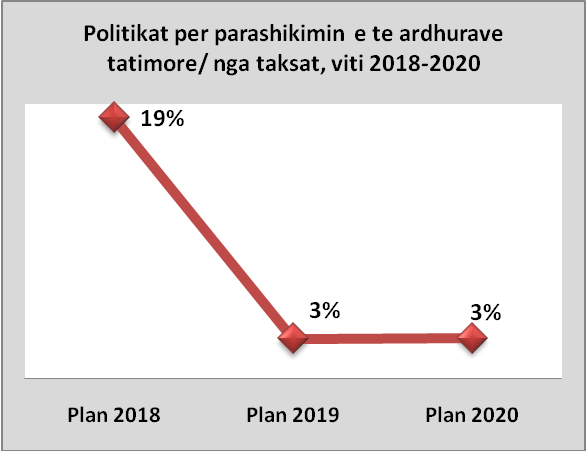 Politikat per parashikimin e te ardhurave
tatimore/ nga taksat, viti 2018-2020
19%
3%
3%
Plan 2018
Plan 2019
Plan 2020